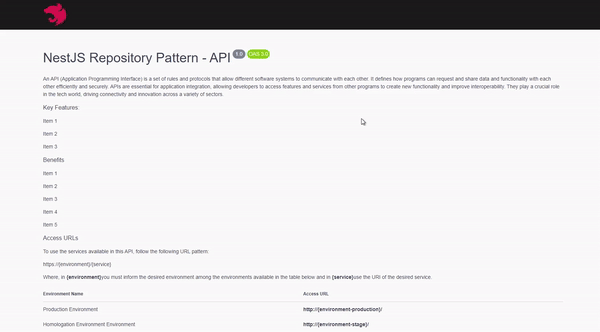 NestJS Repository Pattern - API 1.0 OAS 3.0
An API (Application Programming Interface) is a set of rules and protocols that allow different software systems to communicate with each other. It defines how programs can request and share data and functionality with each
other efficiently and securely. APIs are essential for application integration, allowing developers to access features and services from other programs to create new functionality and improve interoperability. They play a crucial role
in the tech world, driving connectivity and innovation across a variety of sectors.
Key Features:
Item 1
Item 2
Item 3
Benefits
Item 1
Item 2
Item 3
Item 4
Item 5
Access URLs
To use the services available in this API, follow the following URL pattern:
https://{environment}/{service}
Where, in {environment}you must inform the desired environment among the environments available in the table below and in {service}use the URI of the desired service.
Environment Name Access URL
Production Environment http://{environment-production}/
Homologation Environment Environment http://{environment-stage}/